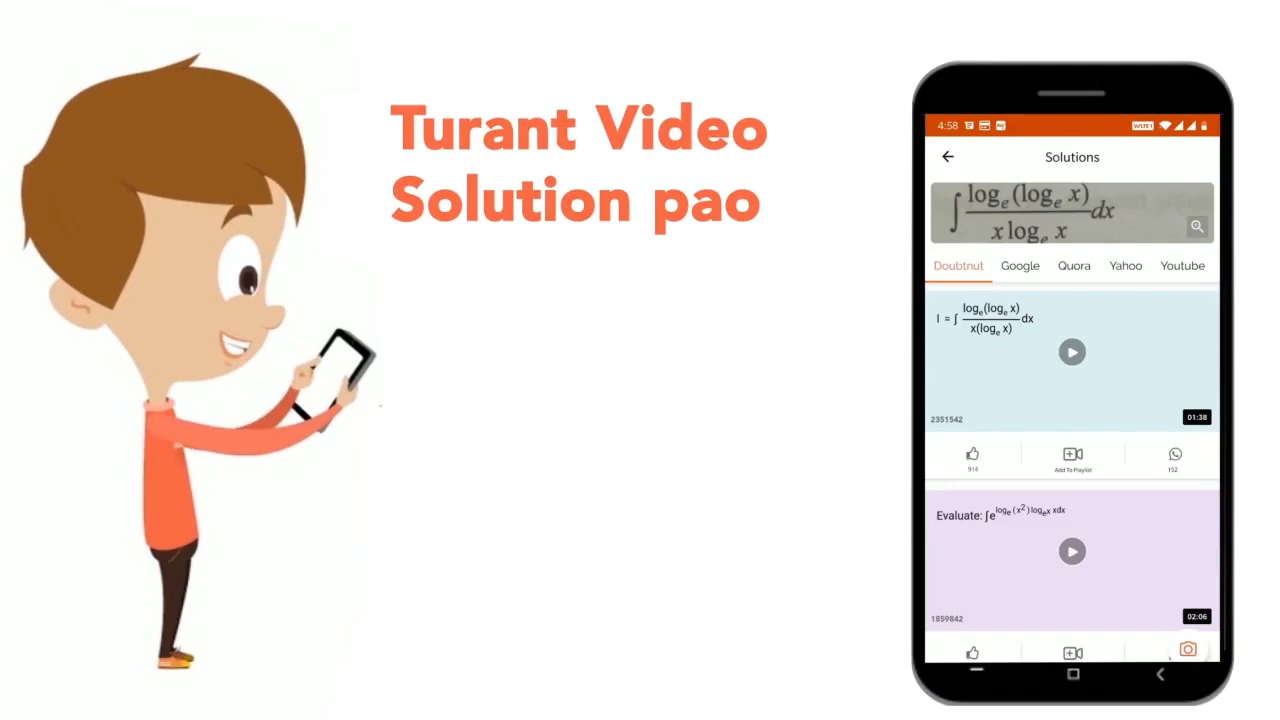 Turant Video
Solution pao
4:58
VoLTE1
Solutions
∫ logₑ(logₑ x) / x logₑ x dx
Doubtnut Google Quora Yahoo Youtube
I = ∫ logₑ(logₑ x) / x(logₑ x) dx
2351542 01:38
914 Add To Playlist 152
Evaluate: ∫e^logₑ(x²)logₑx xdx
1859842 02:06